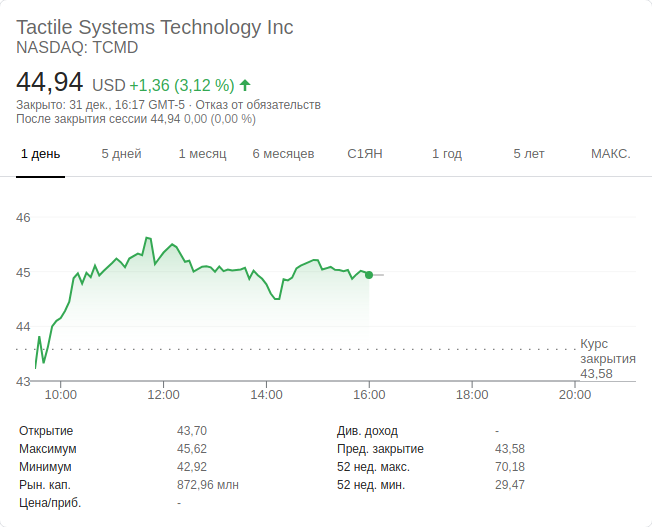 Tactile Systems Technology Inc
NASDAQ: TCMD
44,94 USD +1,36 (3,12 %)
Закрыто: 31 дек., 16:17 GMT-5 · Отказ от обязательств
После закрытия сессии 44,94 0,00 (0,00 %)
1 день 5 дней 1 месяц 6 месяцев С1ЯН 1 год 5 лет МАКС.
46
45
44
43
Курс
закрытия
43,58
10:00 12:00 14:00 16:00 18:00 20:00
Открытие 43,70 Див. доход -
Максимум 45,62 Пред. закрытие 43,58
Минимум 42,92 52 нед. макс. 70,18
Рын. кап. 872,96 млн 52 нед. мин. 29,47
Цена/приб. -